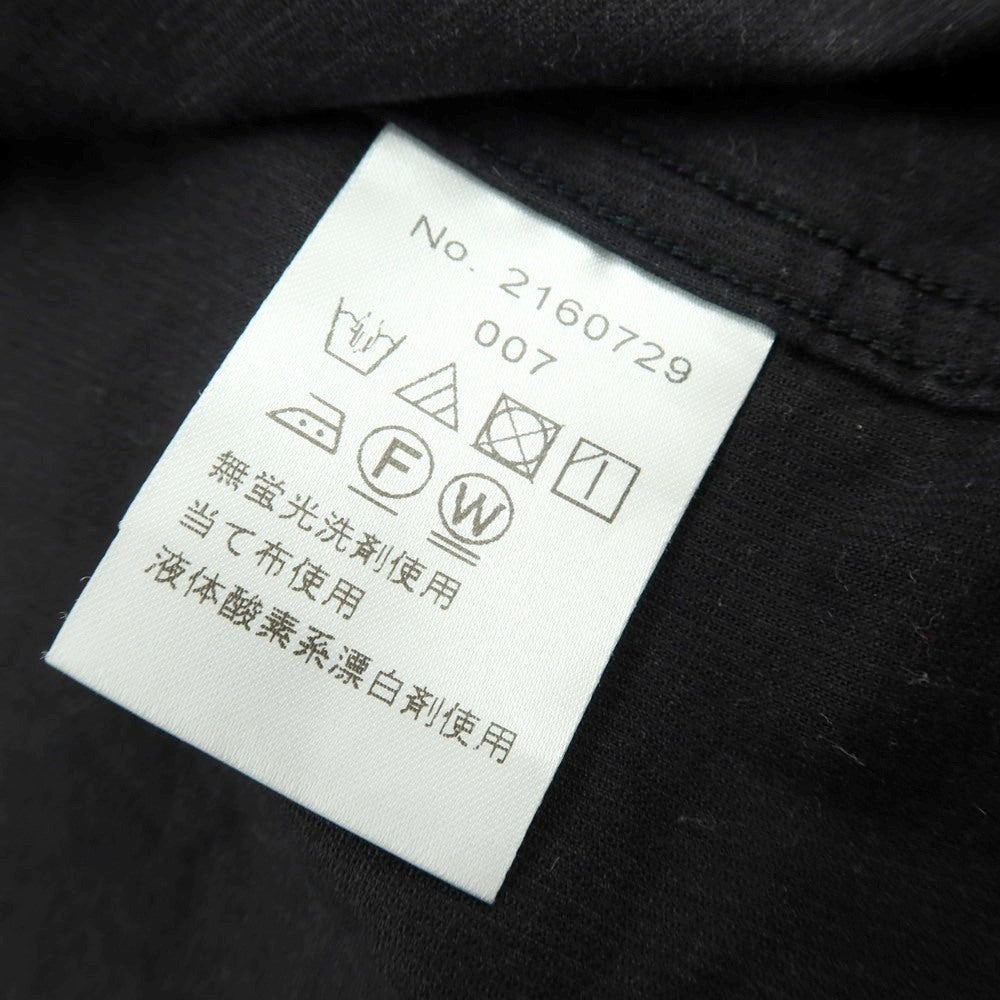 No. 2160729
007
F W
無蛍光洗剤使用
当て布使用
液体酸素系漂白剤使用